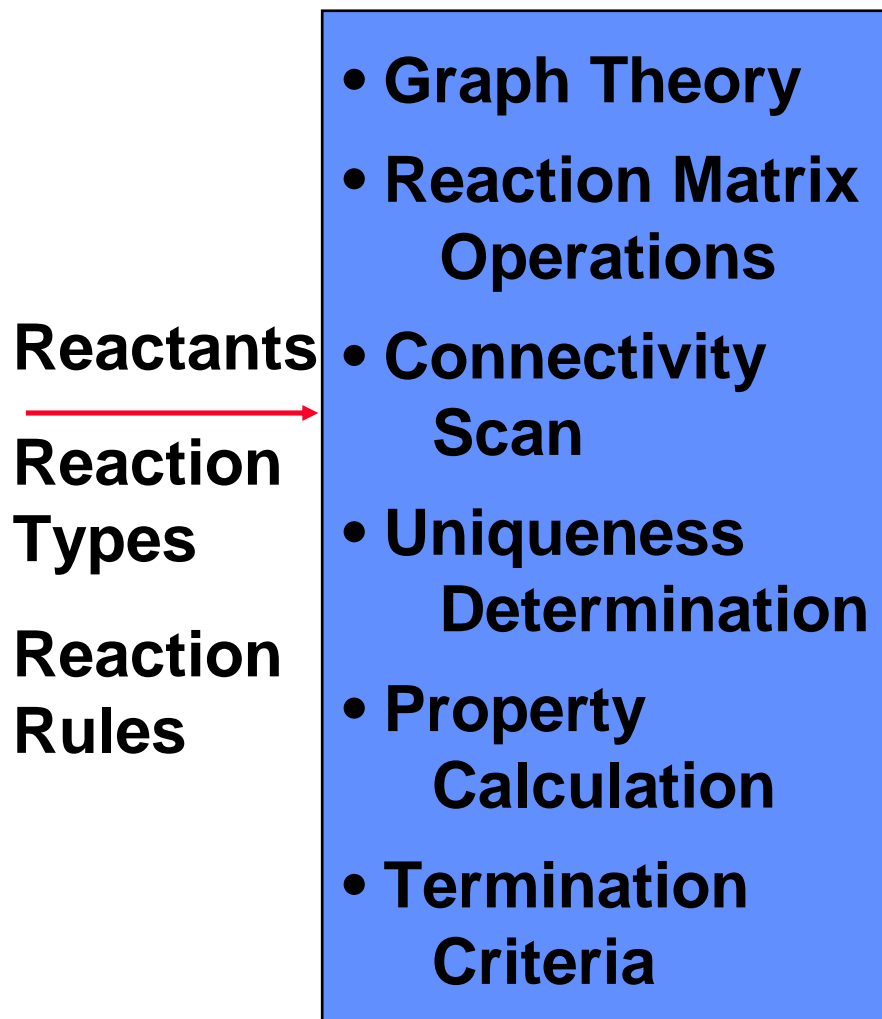 Reactants
Reaction
Types
Reaction
Rules
• Graph Theory
• Reaction Matrix
Operations
• Connectivity
Scan
• Uniqueness
Determination
• Property
Calculation
• Termination
Criteria